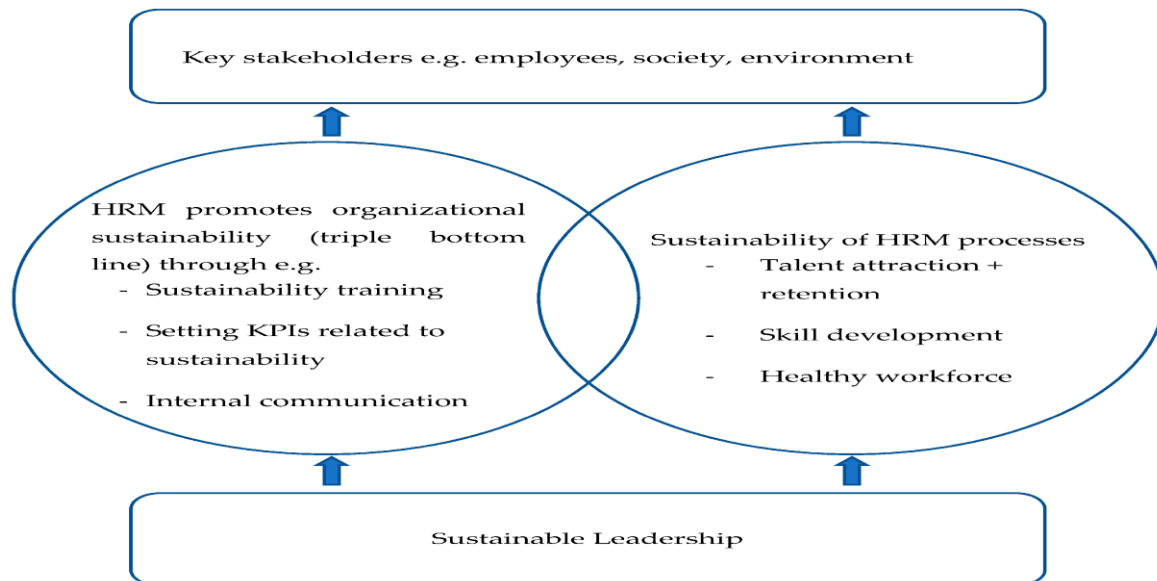 Key stakeholders e.g. employees, society, environment
HRM promotes organizational
sustainability (triple bottom
line) through e.g.
- Sustainability training
- Setting KPIs related to
sustainability
- Internal communication
Sustainability of HRM processes
- Talent attraction +
retention
- Skill development
- Healthy workforce
Sustainable Leadership